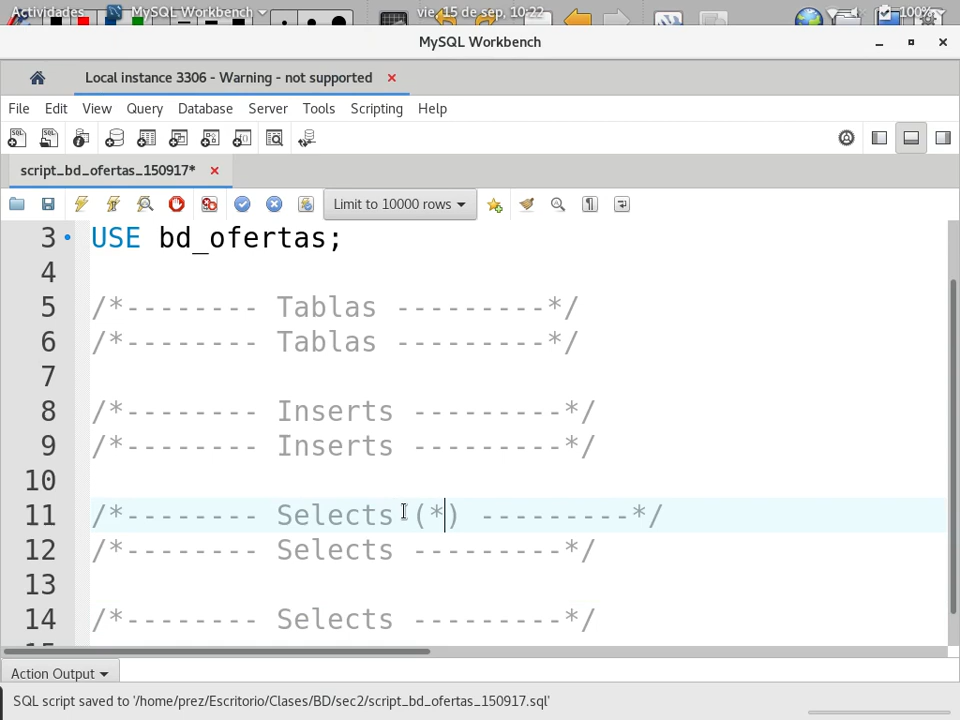 Actividades MySQL Workbench vie, 15 de sep, 10:22 100%
MySQL Workbench
Local instance 3306 - Warning - not supported
File Edit View Query Database Server Tools Scripting Help
script_bd_ofertas_150917*
Limit to 10000 rows
3 USE bd_ofertas;
4
5 /*-------- Tablas ---------*/
6 /*-------- Tablas ---------*/
7
8 /*-------- Inserts ---------*/
9 /*-------- Inserts ---------*/
10
11 /*-------- Selects (*) ---------*/
12 /*-------- Selects ---------*/
13
14 /*-------- Selects ---------*/
Action Output
SQL script saved to '/home/prez/Escritorio/Clases/BD/sec2/script_bd_ofertas_150917.sql'